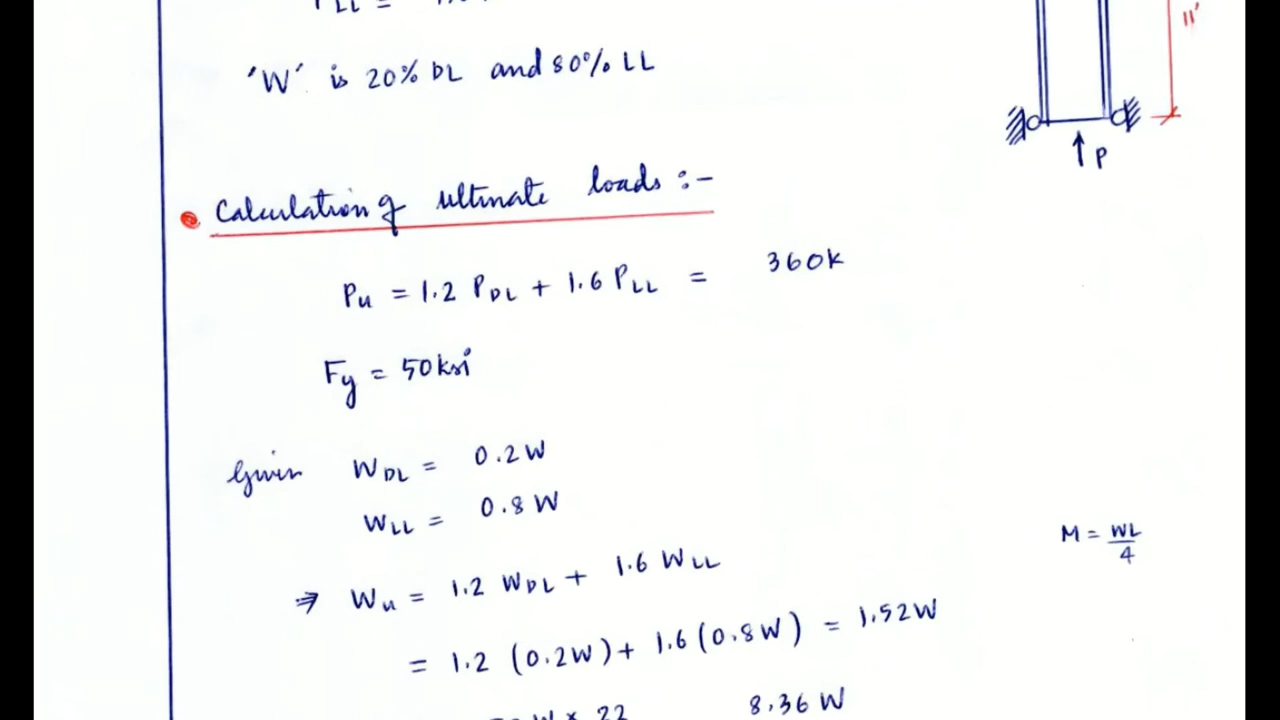 'W' is 20% DL and 80% LL
11'
P
Calculation of ultimate loads :-
Pu = 1.2 PDL + 1.6 PLL = 360k
Fy = 50ksi
Given WDL = 0.2W
WLL = 0.8W
M = WL/4
⇒ Wu = 1.2 WDL + 1.6 WLL
= 1.2 (0.2W) + 1.6 (0.8W) = 1.52W
W × 22 8.36 W